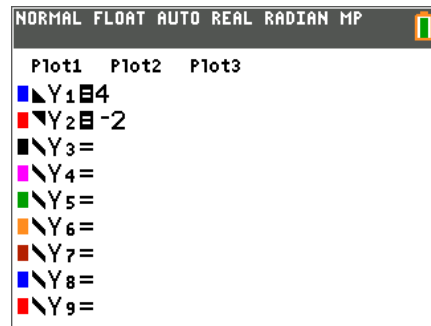 NORMAL FLOAT AUTO REAL RADIAN MP
Plot1 Plot2 Plot3
Y1=4
Y2=-2
Y3=
Y4=
Y5=
Y6=
Y7=
Y8=
Y9=